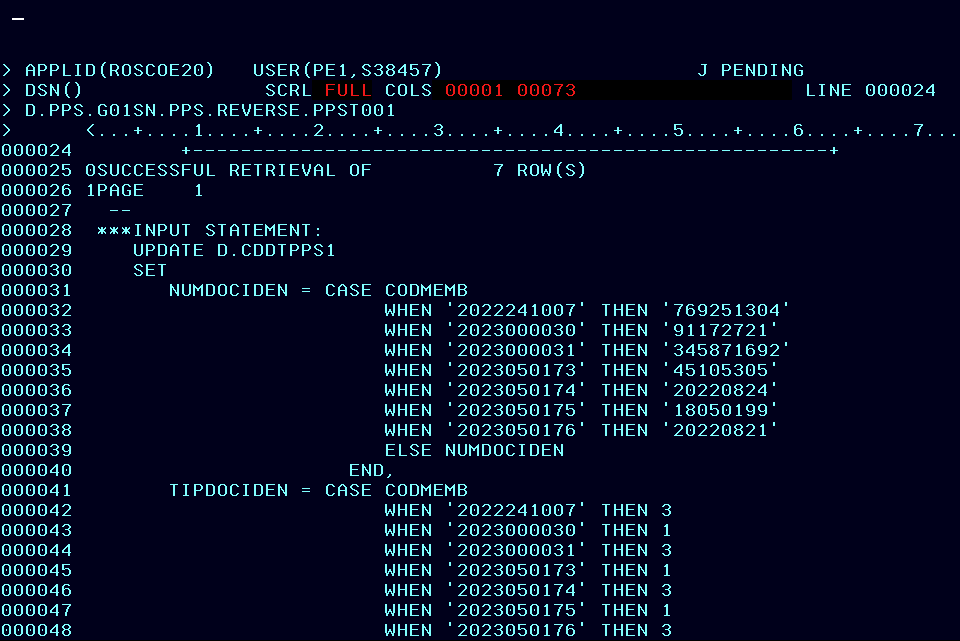 _
> APPLID(ROSCOE20)   USER(PE1,S38457)                     J PENDING
> DSN()               SCRL FULL COLS 00001 00073                   LINE 000024
> D.PPS.G01SN.PPS.REVERSE.PPST001
>      <...+....1....+....2....+....3....+....4....+....5....+....6....+....7...
000024         +-----------------------------------------------------+
000025 0SUCCESSFUL RETRIEVAL OF          7 ROW(S)
000026 1PAGE    1
000027   --
000028  ***INPUT STATEMENT:
000029     UPDATE D.CDDTPPS1
000030     SET
000031        NUMDOCIDEN = CASE CODMEMB
000032                          WHEN '2022241007' THEN '769251304'
000033                          WHEN '2023000030' THEN '91172721'
000034                          WHEN '2023000031' THEN '345871692'
000035                          WHEN '2023050173' THEN '45105305'
000036                          WHEN '2023050174' THEN '20220824'
000037                          WHEN '2023050175' THEN '18050199'
000038                          WHEN '2023050176' THEN '20220821'
000039                          ELSE NUMDOCIDEN
000040                       END,
000041        TIPDOCIDEN = CASE CODMEMB
000042                          WHEN '2022241007' THEN 3
000043                          WHEN '2023000030' THEN 1
000044                          WHEN '2023000031' THEN 3
000045                          WHEN '2023050173' THEN 1
000046                          WHEN '2023050174' THEN 3
000047                          WHEN '2023050175' THEN 1
000048                          WHEN '2023050176' THEN 3